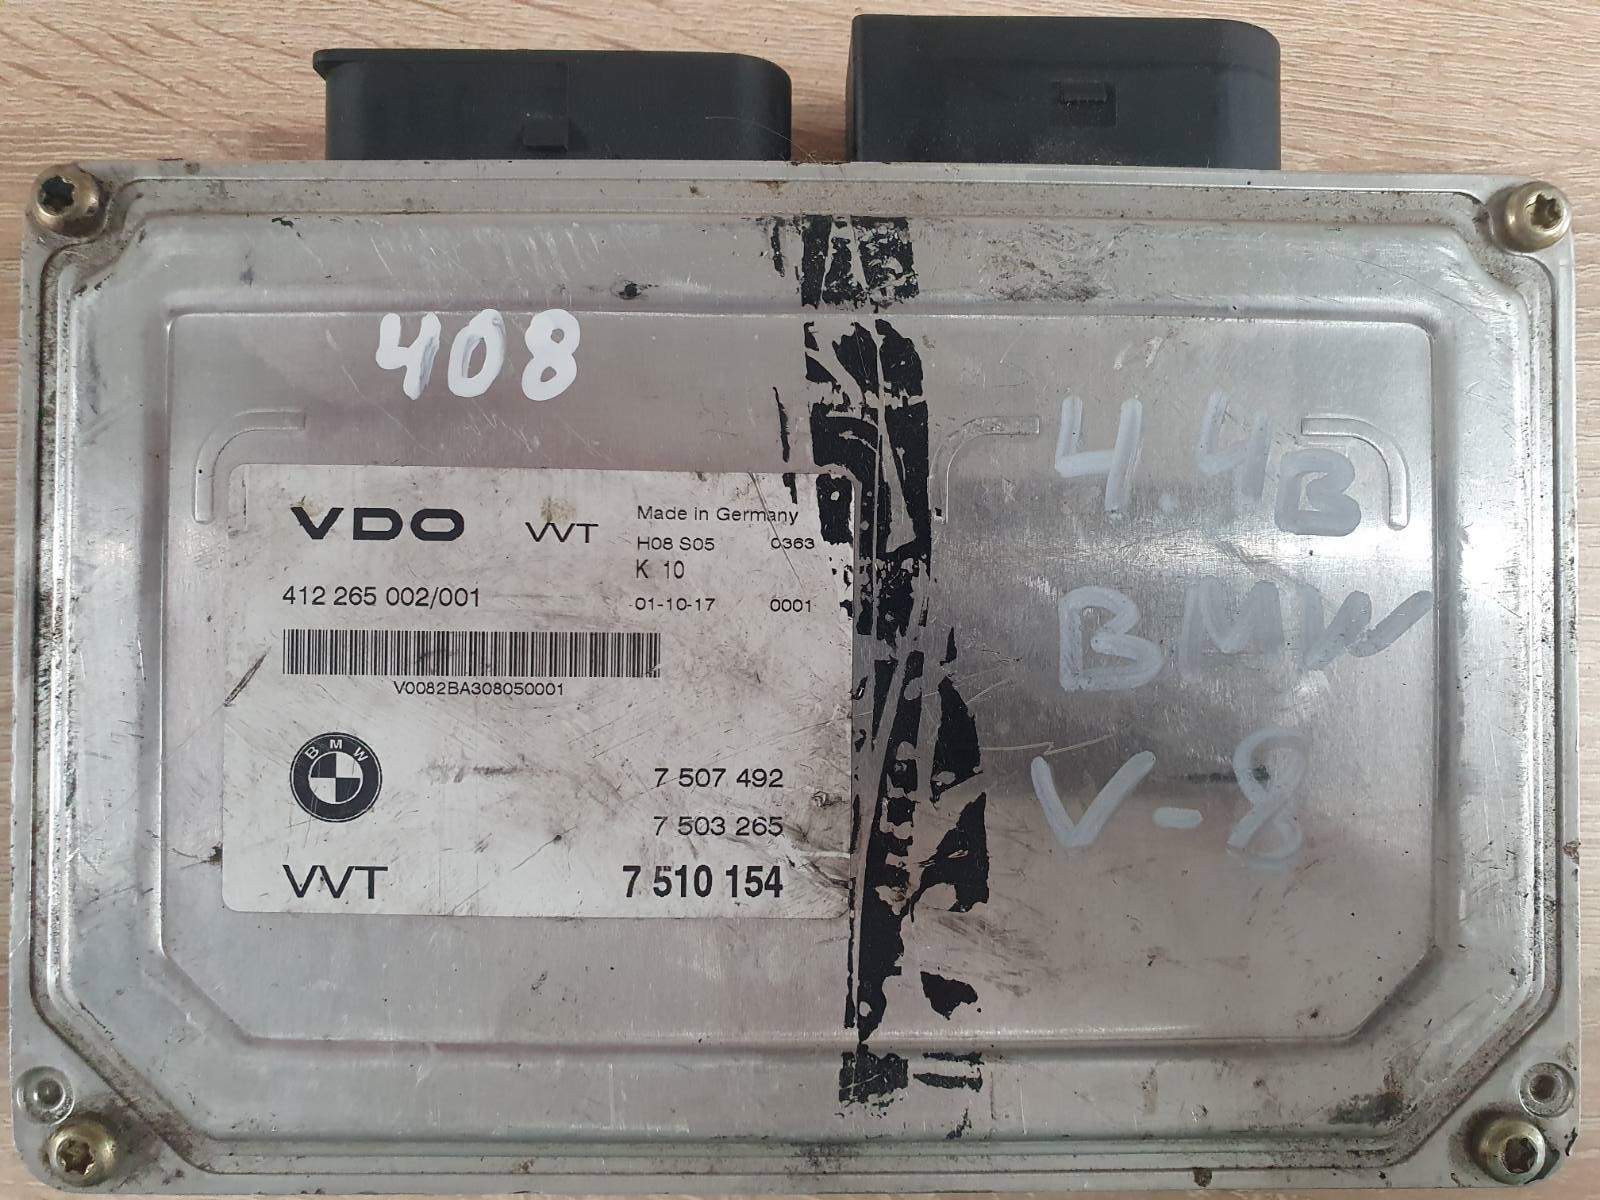 408
4.4B
BMW
V-8
VDO VVT Made in Germany
H08 S05 0363
K 10
412 265 002/001 01-10-17 0001
V0082BA308050001
BMW
7 507 492
7 503 265
VVT 7 510 154